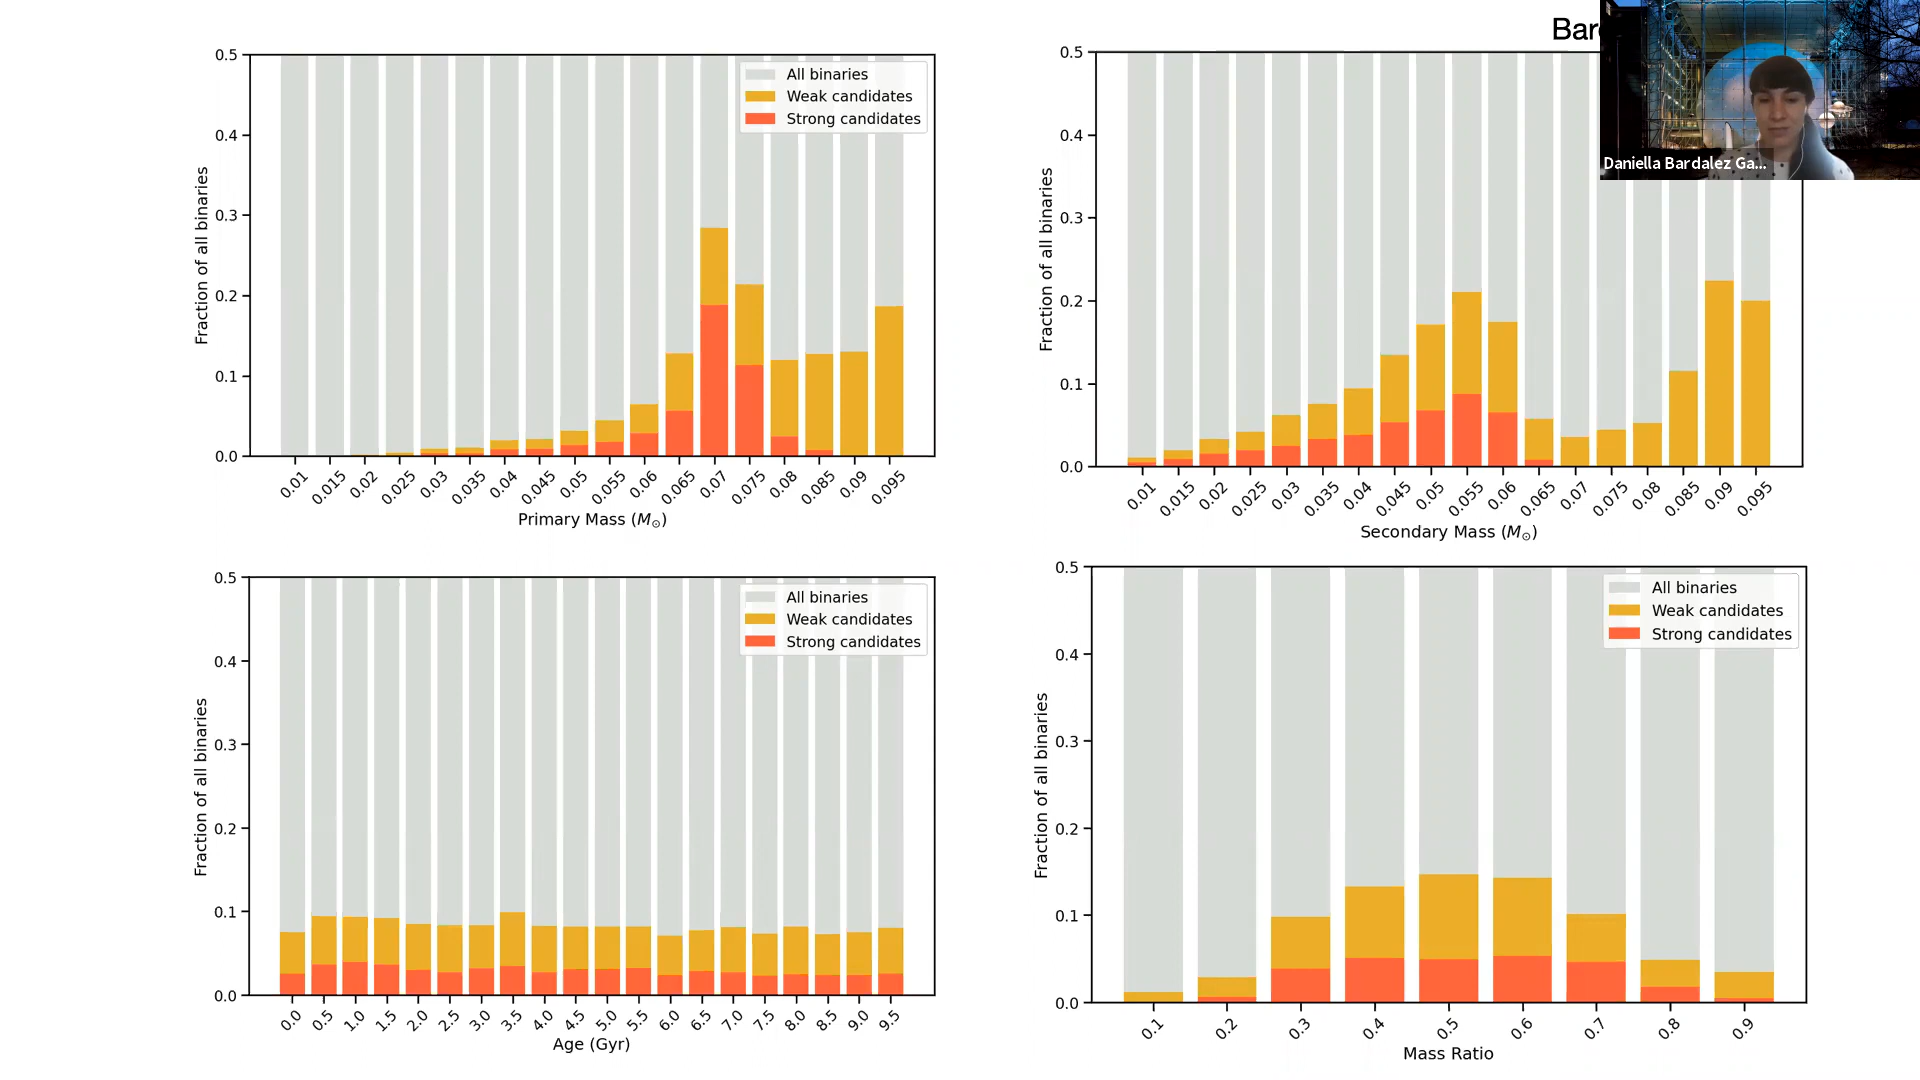 Bard
Daniella Bardalez Ga...
0.5
0.4
0.3
0.2
0.1
0.0
Fraction of all binaries
All binaries
Weak candidates
Strong candidates
0.01 0.015 0.02 0.025 0.03 0.035 0.04 0.045 0.05 0.055 0.06 0.065 0.07 0.075 0.08 0.085 0.09 0.095
Primary Mass (M☉)
0.5
0.4
0.3
0.2
0.1
0.0
Fraction of all binaries
0.01 0.015 0.02 0.025 0.03 0.035 0.04 0.045 0.05 0.055 0.06 0.065 0.07 0.075 0.08 0.085 0.09 0.095
Secondary Mass (M☉)
0.5
0.4
0.3
0.2
0.1
0.0
Fraction of all binaries
All binaries
Weak candidates
Strong candidates
0.0 0.5 1.0 1.5 2.0 2.5 3.0 3.5 4.0 4.5 5.0 5.5 6.0 6.5 7.0 7.5 8.0 8.5 9.0 9.5
Age (Gyr)
0.5
0.4
0.3
0.2
0.1
0.0
Fraction of all binaries
All binaries
Weak candidates
Strong candidates
0.1 0.2 0.3 0.4 0.5 0.6 0.7 0.8 0.9
Mass Ratio